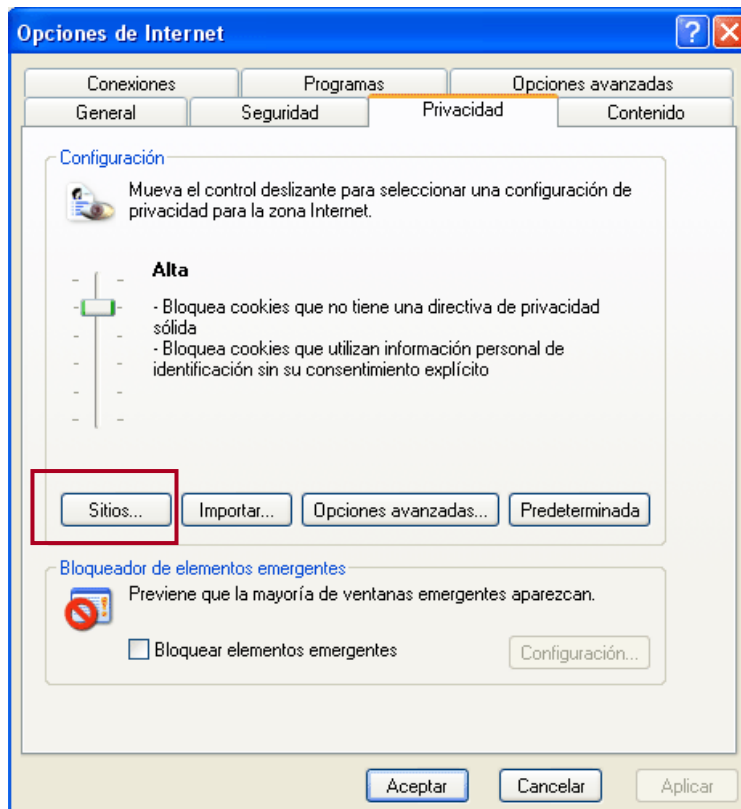 Opciones de Internet
Conexiones Programas Opciones avanzadas
General Seguridad Privacidad Contenido
Configuración
Mueva el control deslizante para seleccionar una configuración de
privacidad para la zona Internet.
Alta
- Bloquea cookies que no tiene una directiva de privacidad
sólida
- Bloquea cookies que utilizan información personal de
identificación sin su consentimiento explícito
Sitios... Importar... Opciones avanzadas... Predeterminada
Bloqueador de elementos emergentes
Previene que la mayoría de ventanas emergentes aparezcan.
Bloquear elementos emergentes Configuración...
Aceptar Cancelar Aplicar